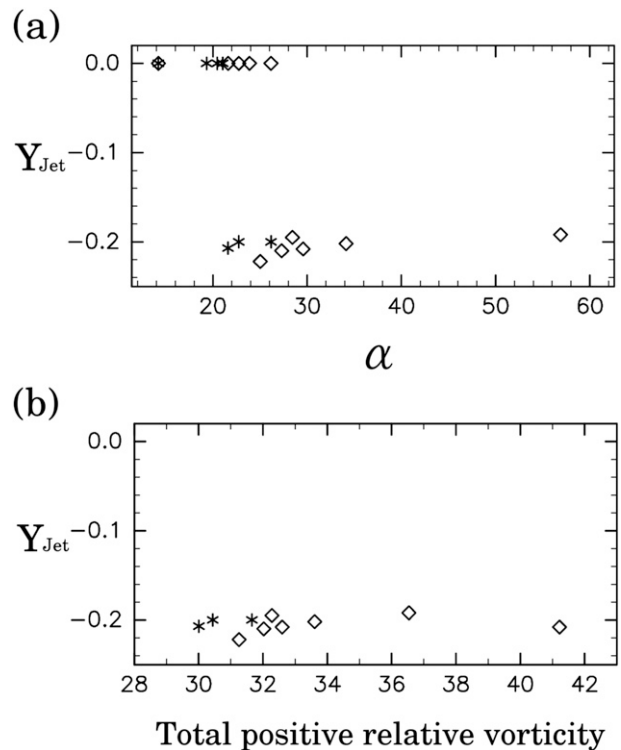 (a)
0.0
Y_Jet −0.1
−0.2
20 30 40 50 60
α
(b)
0.0
Y_Jet −0.1
−0.2
28 30 32 34 36 38 40 42
Total positive relative vorticity